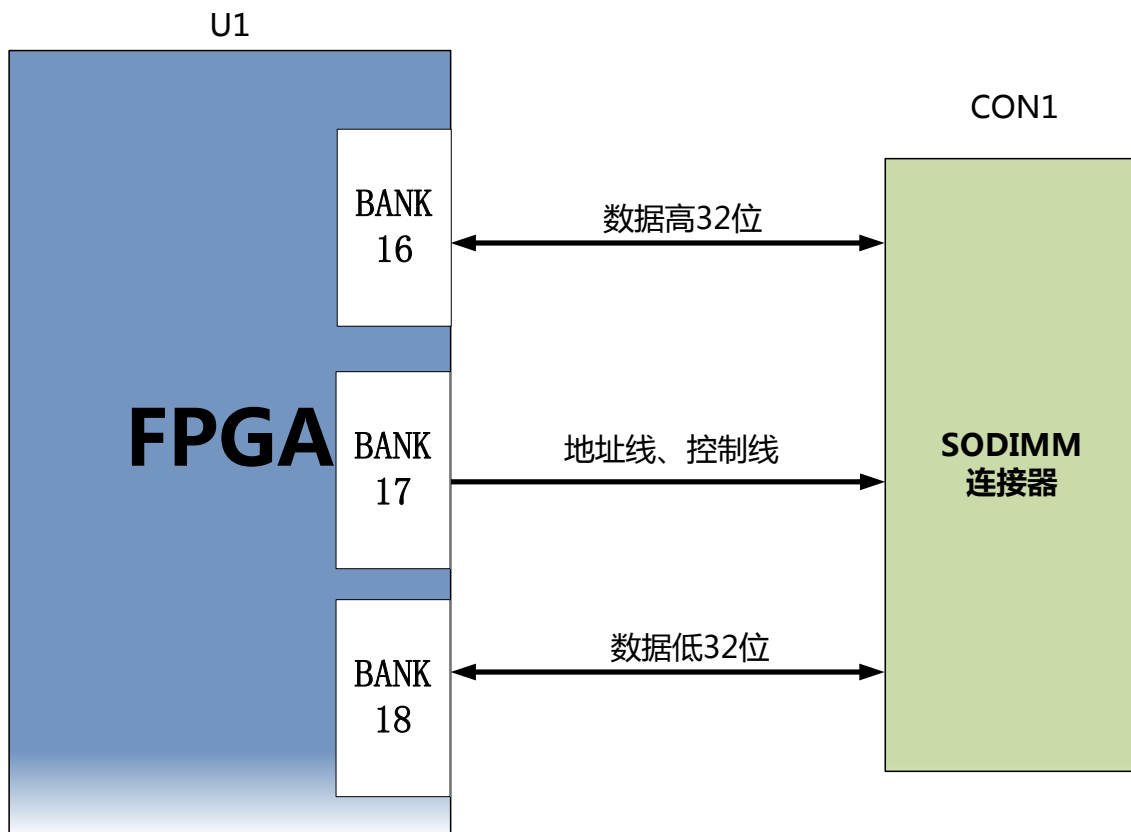 U1
CON1
BANK
16
数据高32位
FPGA
BANK
17
地址线、控制线
SODIMM
连接器
BANK
18
数据低32位